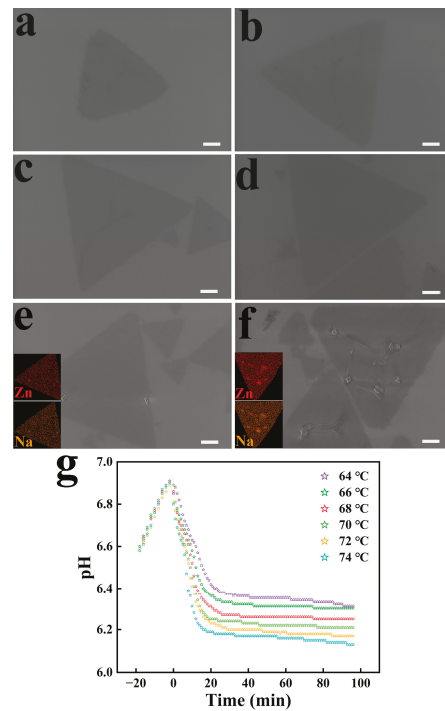 a
b
c
d
e
Zn
Na
f
Zn
Na
g
7.0
6.8
6.6
6.4
6.2
6.0
pH
64 °C
66 °C
68 °C
70 °C
72 °C
74 °C
−20 0 20 40 60 80 100
Time (min)